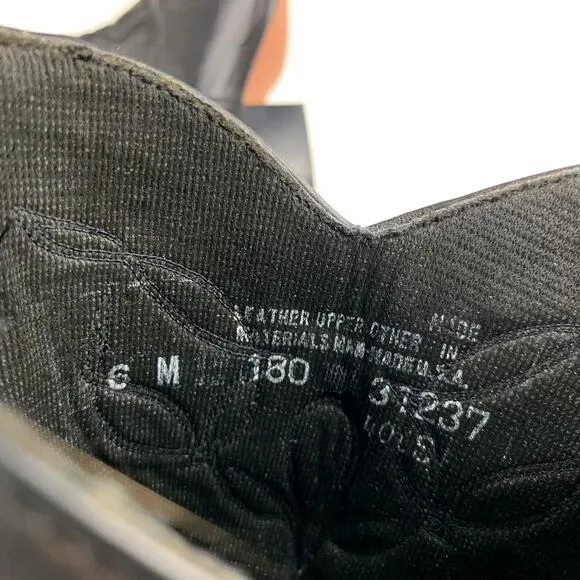 LEATHER UPPER OTHER MADE
MATERIALS MAN-MADE IN U.S.A.
6 M 180 31237